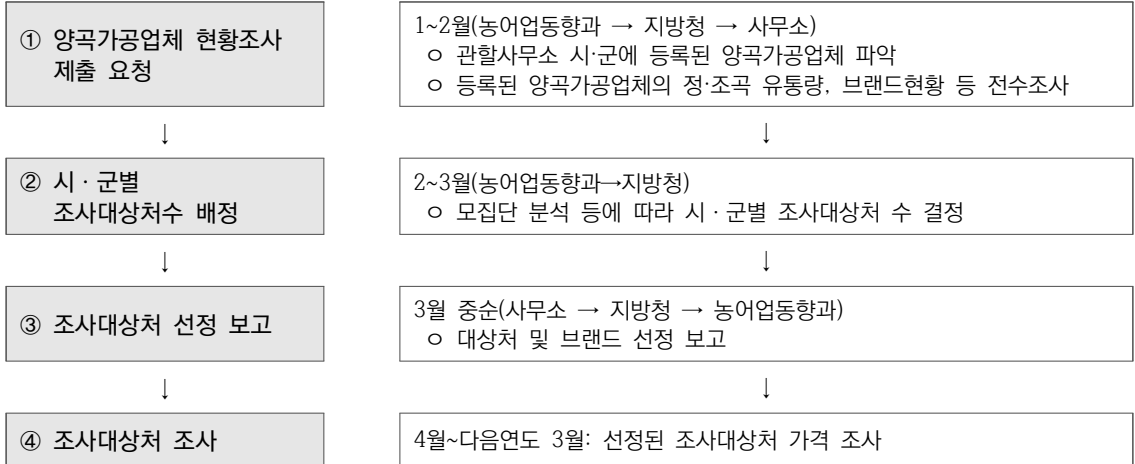 ① 양곡가공업체 현황조사
제출 요청
1~2월(농어업동향과 → 지방청 → 사무소)
ㅇ 관할사무소 시·군에 등록된 양곡가공업체 파악
ㅇ 등록된 양곡가공업체의 정·조곡 유통량, 브랜드현황 등 전수조사
↓
↓
② 시·군별
조사대상처수 배정
2~3월(농어업동향과→지방청)
ㅇ 모집단 분석 등에 따라 시·군별 조사대상처 수 결정
↓
↓
③ 조사대상처 선정 보고
3월 중순(사무소 → 지방청 → 농어업동향과)
ㅇ 대상처 및 브랜드 선정 보고
↓
↓
④ 조사대상처 조사
4월~다음연도 3월: 선정된 조사대상처 가격 조사